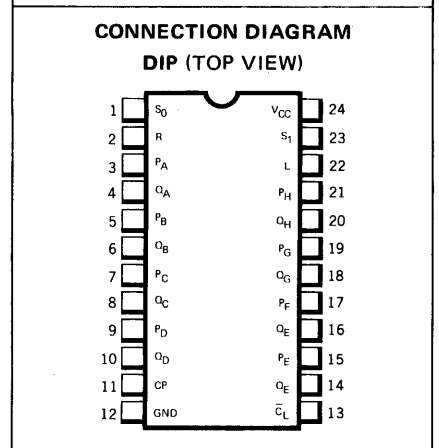 CONNECTION DIAGRAM
DIP (TOP VIEW)
1 S0 VCC 24
2 R S1 23
3 PA L 22
4 QA PH 21
5 PB QH 20
6 QB PG 19
7 PC QG 18
8 QC PF 17
9 PD QE 16
10 QD PE 15
11 CP QE 14
12 GND C̅L 13